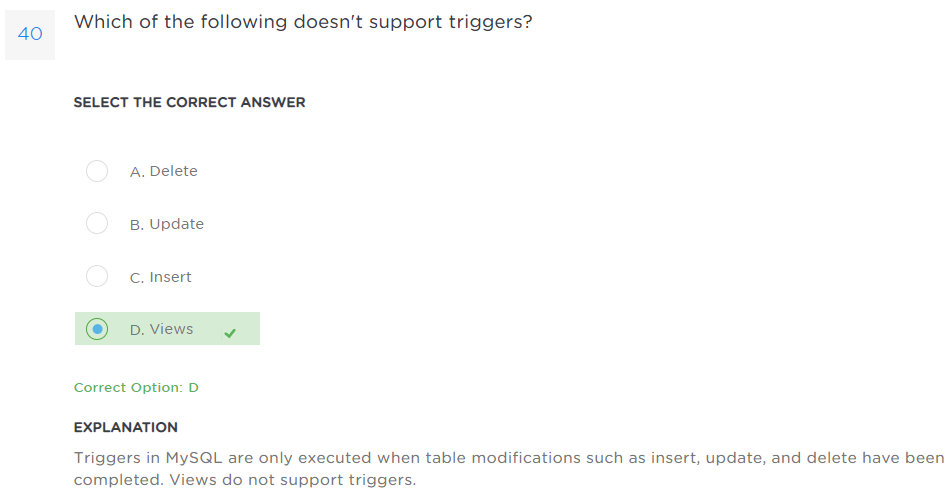 40
Which of the following doesn't support triggers?
SELECT THE CORRECT ANSWER
A. Delete
B. Update
C. Insert
D. Views
Correct Option: D
EXPLANATION
Triggers in MySQL are only executed when table modifications such as insert, update, and delete have been
completed. Views do not support triggers.